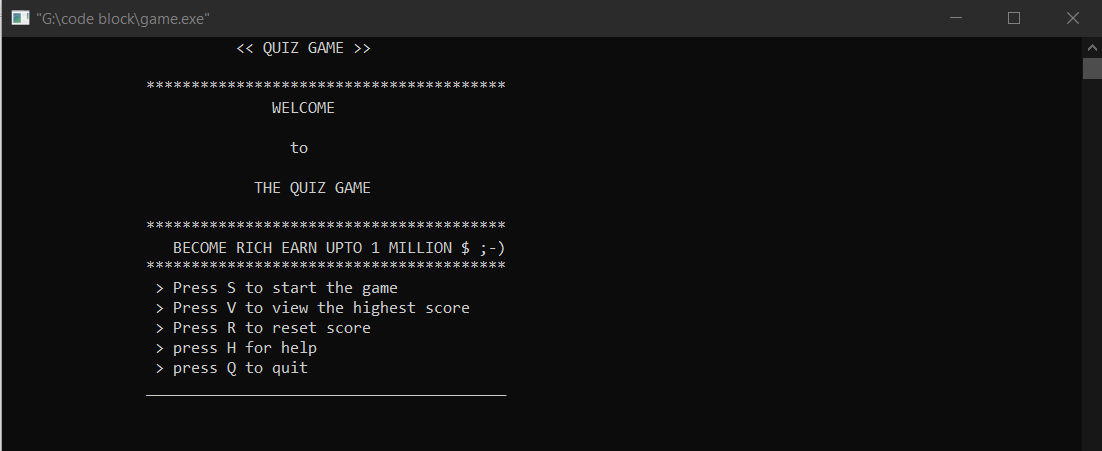 "G:\code block\game.exe"
<< QUIZ GAME >>
****************************************
WELCOME
to
THE QUIZ GAME
****************************************
BECOME RICH EARN UPTO 1 MILLION $ ;-)
****************************************
> Press S to start the game
> Press V to view the highest score
> Press R to reset score
> press H for help
> press Q to quit
________________________________________